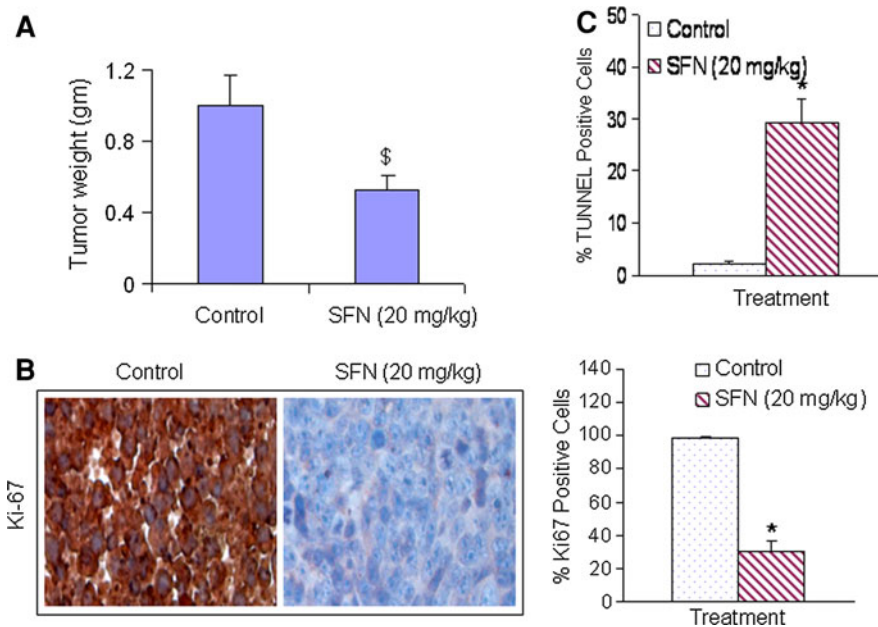 A
Tumor weight (gm)
1.2
0.8
0.4
0
$
Control
SFN (20 mg/kg)
C
% TUNNEL Positive Cells
50
40
30
20
10
0
Control
SFN (20 mg/kg)
*
Treatment
B
Control
SFN (20 mg/kg)
Ki-67
% Ki67 Positive Cells
140
120
100
80
60
40
20
0
Control
SFN (20 mg/kg)
*
Treatment